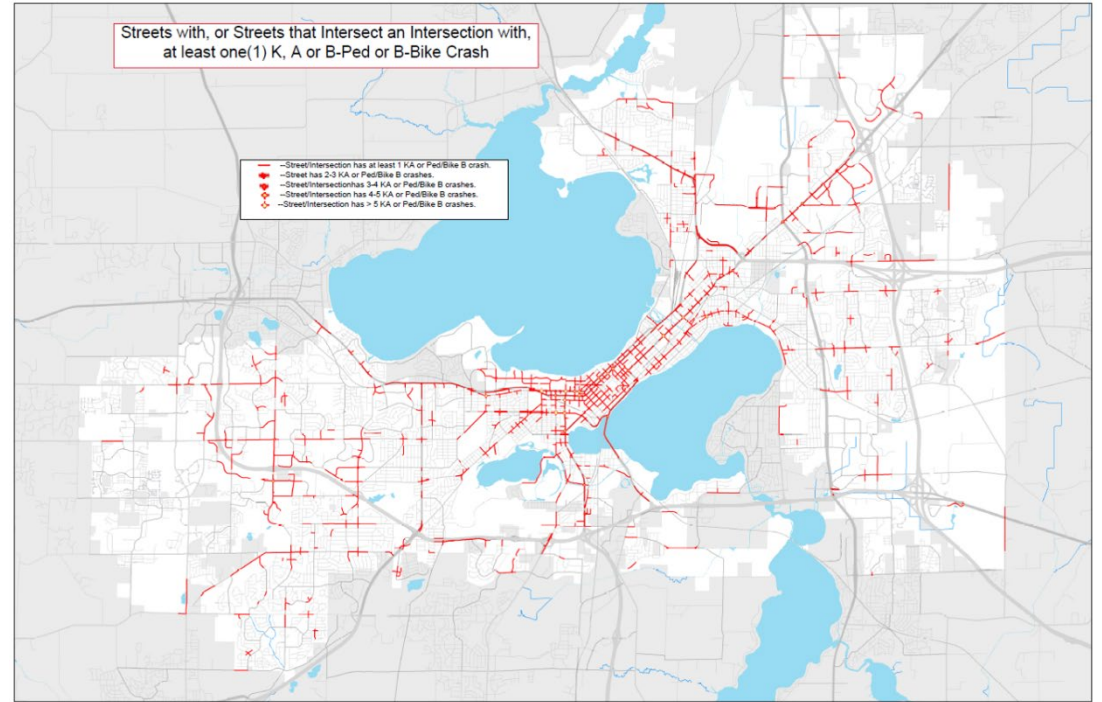 Streets with, or Streets that Intersect an Intersection with,
at least one(1) K, A or B-Ped or B-Bike Crash
--Street/Intersection has at least 1 KA or Ped/Bike B crash.
--Street has 2-3 KA or Ped/Bike B crashes.
--Street/Intersectionhas 3-4 KA or Ped/Bike B crashes.
--Street/Intersection has 4-5 KA or Ped/Bike B crashes.
--Street/Intersection has > 5 KA or Ped/Bike B crashes.